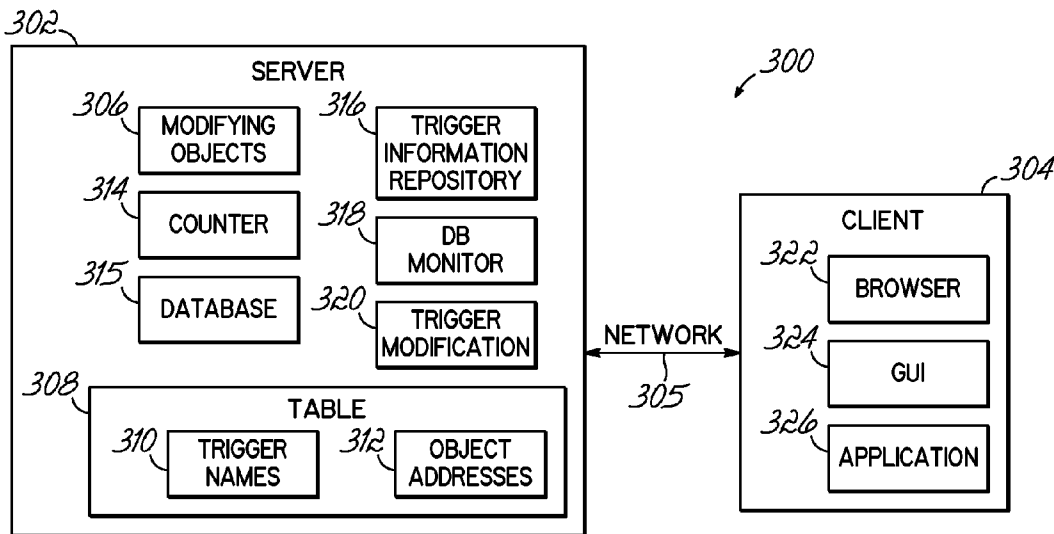 302
SERVER
306
MODIFYING
OBJECTS
314
COUNTER
315
DATABASE
316
TRIGGER
INFORMATION
REPOSITORY
318
DB
MONITOR
320
TRIGGER
MODIFICATION
308
TABLE
310
TRIGGER
NAMES
312
OBJECT
ADDRESSES
NETWORK
305
300
304
CLIENT
322
BROWSER
324
GUI
326
APPLICATION